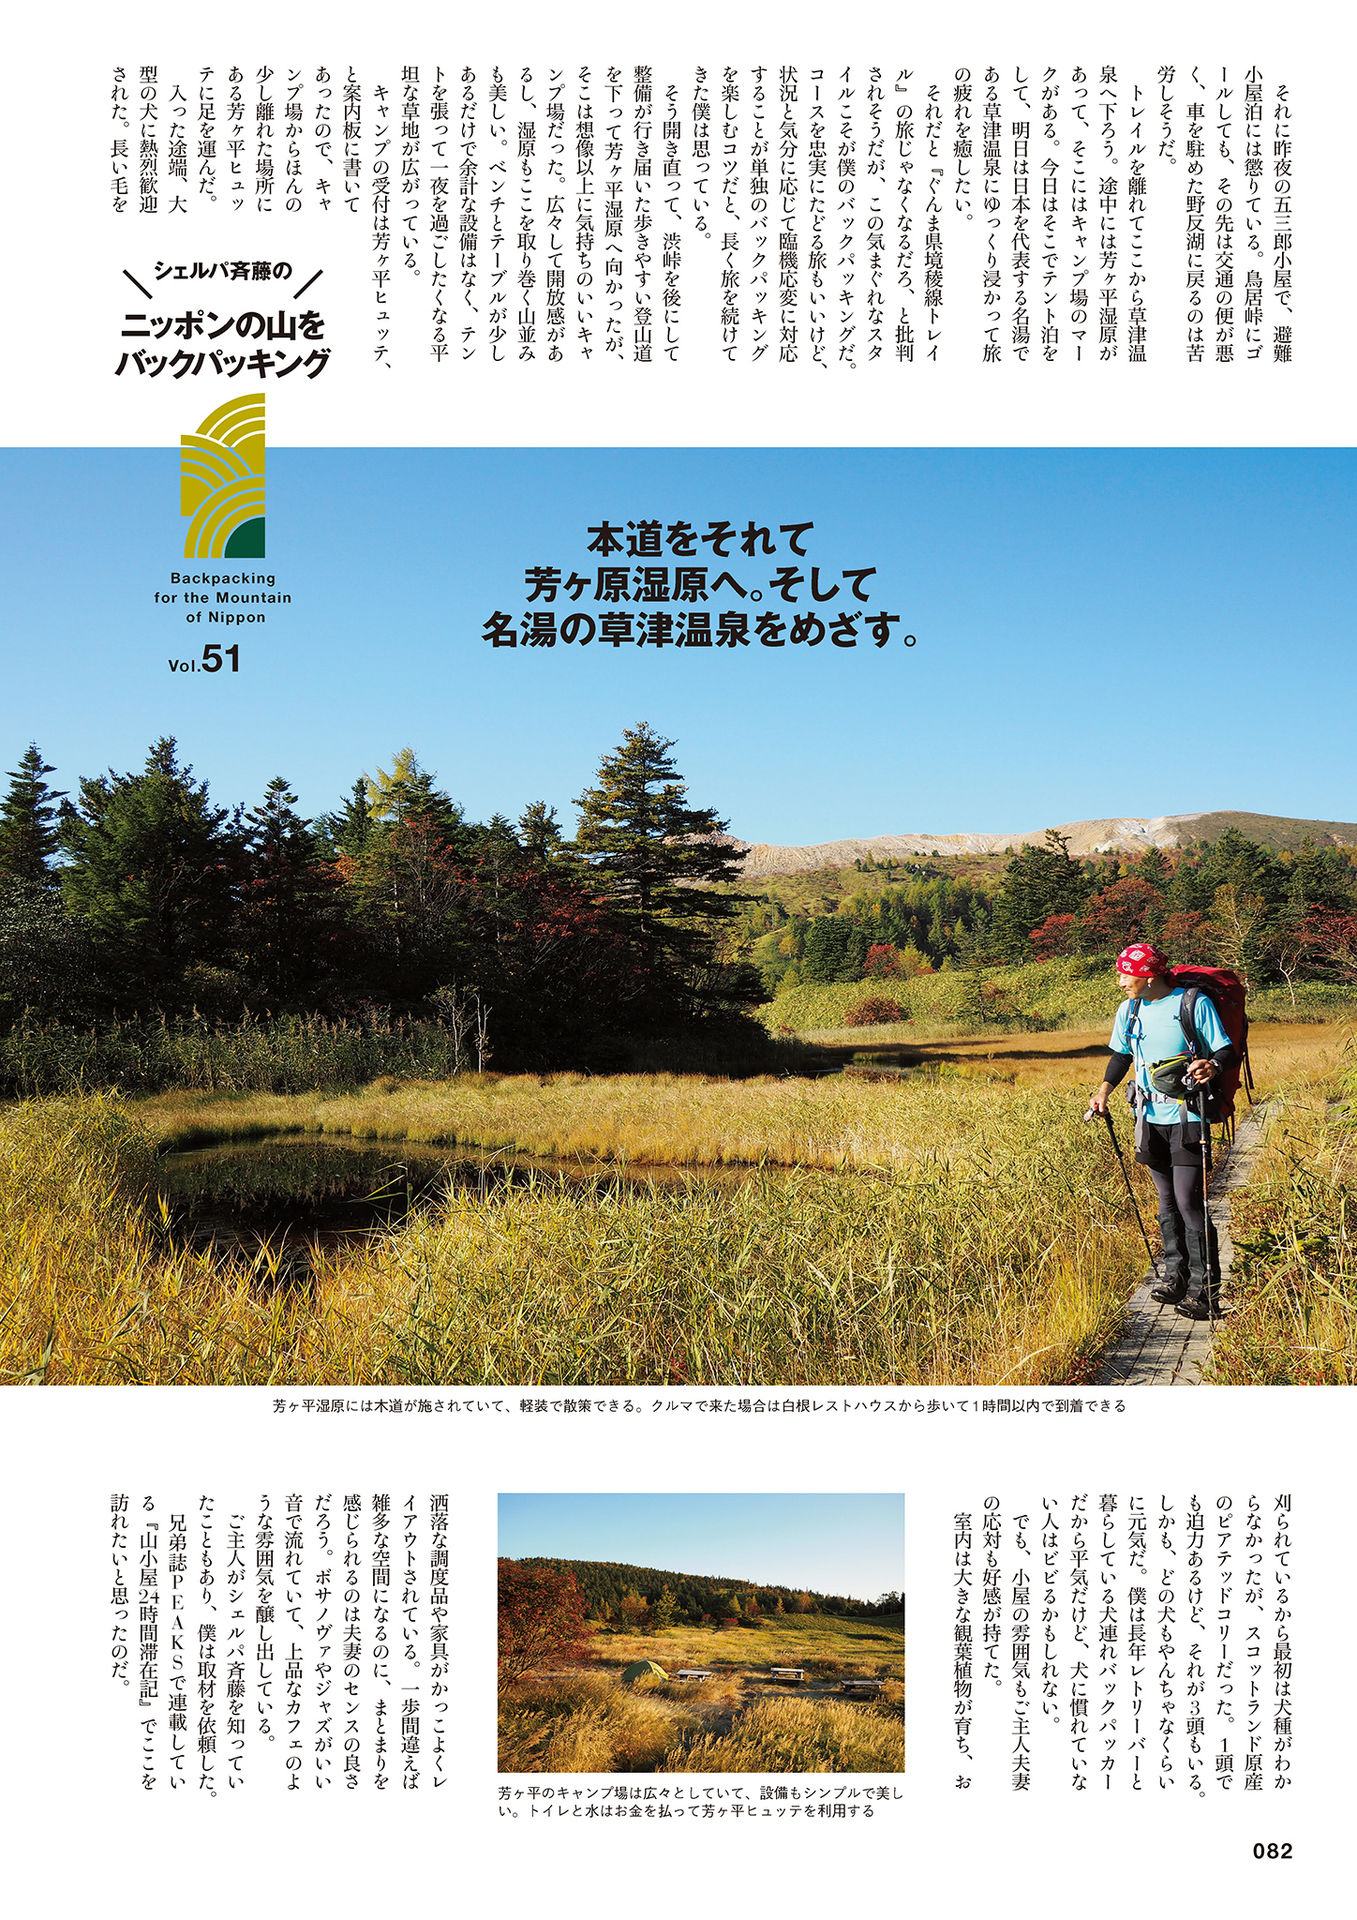 それに昨夜の五三郎小屋で、避難
小屋泊には懲りている。鳥居峠にゴ
ールしても、その先は交通の便が悪
く、車を駐めた野反湖に戻るのは苦
労しそうだ。
トレイルを離れてここから草津温
泉へ下ろう。途中には芳ヶ平湿原が
あって、そこにはキャンプ場のマー
クがある。今日はそこでテント泊を
して、明日は日本を代表する名湯で
ある草津温泉にゆっくり浸かって旅
の疲れを癒したい。
それだと『ぐんま県境稜線トレイ
ル』の旅じゃなくなるだろ、と批判
されそうだが、この気まぐれなスタ
イルこそが僕のバックパッキングだ。
コースを忠実にたどる旅もいいけど、
状況と気分に応じて臨機応変に対応
することが単独のバックパッキング
を楽しむコツだと、長く旅を続けて
きた僕は思っている。
そう開き直って、渋峠を後にして
整備が行き届いた歩きやすい登山道
を下って芳ヶ平湿原へ向かったが、
そこは想像以上に気持ちのいいキャ
ンプ場だった。広々して開放感があ
るし、湿原もここを取り巻く山並み
も美しい。ベンチとテーブルが少し
あるだけで余計な設備はなく、テン
トを張って一夜を過ごしたくなる平
坦な草地が広がっている。
キャンプの受付は芳ヶ平ヒュッテ、
と案内板に書いて
あったので、キャ
ンプ場からほんの
少し離れた場所に
ある芳ヶ平ヒュッ
テに足を運んだ。
入った途端、大
型の犬に熱烈歓迎
された。長い毛を
シェルパ斉藤の
ニッポンの山を
バックパッキング
Backpacking
for the Mountain
of Nippon
Vol.51
本道をそれて
芳ヶ原湿原へ。そして
名湯の草津温泉をめざす。
芳ヶ平湿原には木道が施されていて、軽装で散策できる。クルマで来た場合は白根レストハウスから歩いて1時間以内で到着できる
刈られているから最初は犬種がわか
らなかったが、スコットランド原産
のピアテッドコリーだった。1頭で
も迫力あるけど、それが3頭もいる。
しかも、どの犬もやんちゃなくらい
に元気だ。僕は長年レトリーバーと
暮らしている犬連れバックパッカー
だから平気だけど、犬に慣れていな
い人はビビるかもしれない。
でも、小屋の雰囲気もご主人夫妻
の応対も好感が持てた。
室内は大きな観葉植物が育ち、お
洒落な調度品や家具がかっこよくレ
イアウトされている。一歩間違えば
雑多な空間になるのに、まとまりを
感じられるのは夫妻のセンスの良さ
だろう。ボサノヴァやジャズがいい
音で流れていて、上品なカフェのよ
うな雰囲気を醸し出している。
ご主人がシェルパ斉藤を知ってい
たこともあり、僕は取材を依頼した。
兄弟誌PEAKSで連載してい
る『山小屋24時間滞在記』でここを
訪れたいと思ったのだ。
芳ヶ平のキャンプ場は広々としていて、設備もシンプルで美し
い。トイレと水はお金を払って芳ヶ平ヒュッテを利用する
082